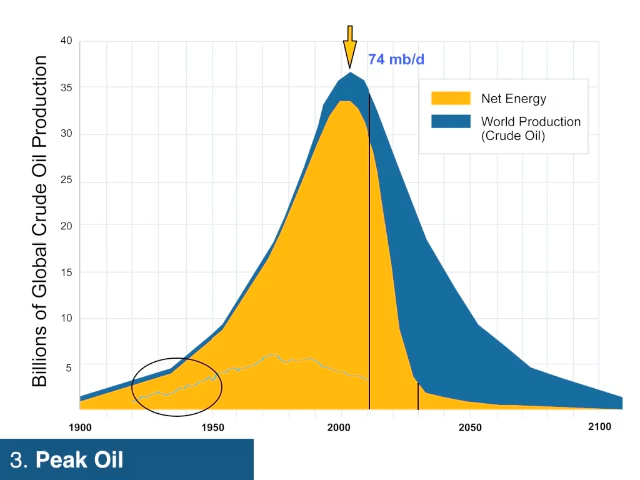 40
74 mb/d
35
30
25
20
15
10
5
Billions of Global Crude Oil Production
Net Energy
World Production
(Crude Oil)
1900
1950
2000
2050
2100
3. Peak Oil